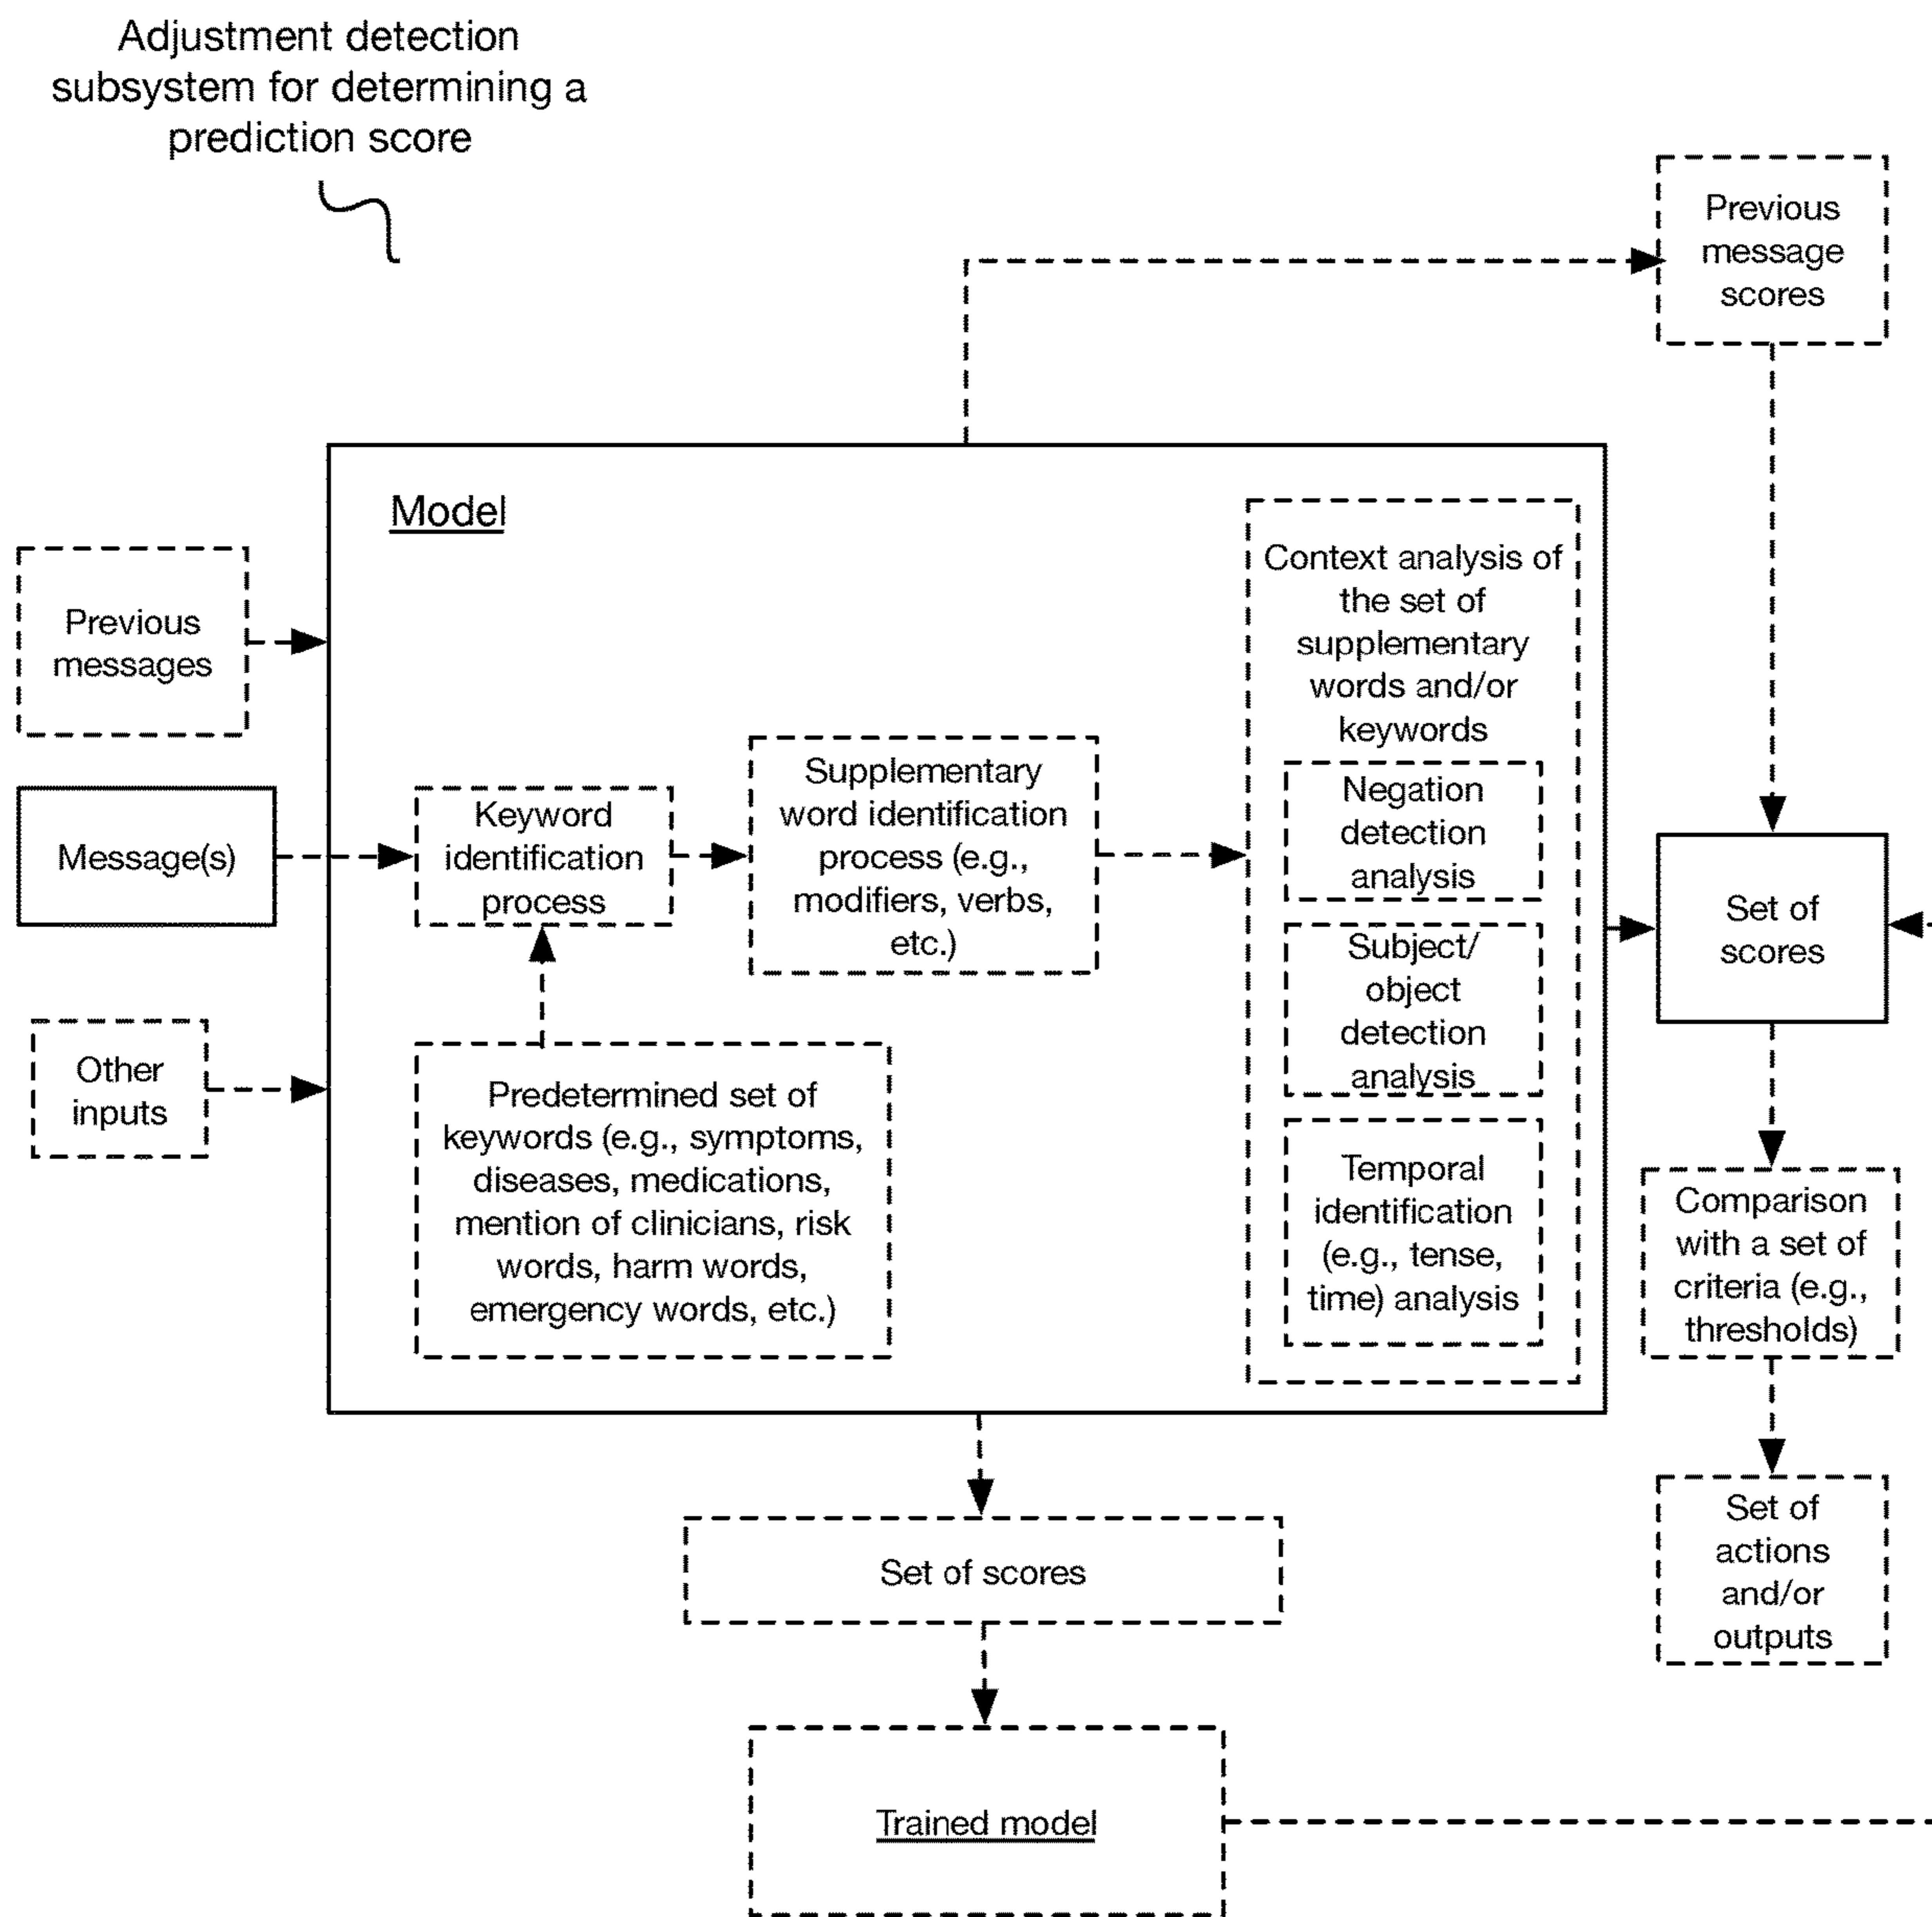 Adjustment detection
subsystem for determining a
prediction score
Previous
message
scores
Model
Previous
messages
Message(s)
Other
inputs
Keyword
identification
process
Supplementary
word identification
process (e.g.,
modifiers, verbs,
etc.)
Predetermined set of
keywords (e.g., symptoms,
diseases, medications,
mention of clinicians, risk
words, harm words,
emergency words, etc.)
Context analysis of
the set of
supplementary
words and/or
keywords
Negation
detection
analysis
Subject/
object
detection
analysis
Temporal
identification
(e.g., tense,
time) analysis
Set of
scores
Comparison
with a set of
criteria (e.g.,
thresholds)
Set of
actions
and/or
outputs
Set of scores
Trained model